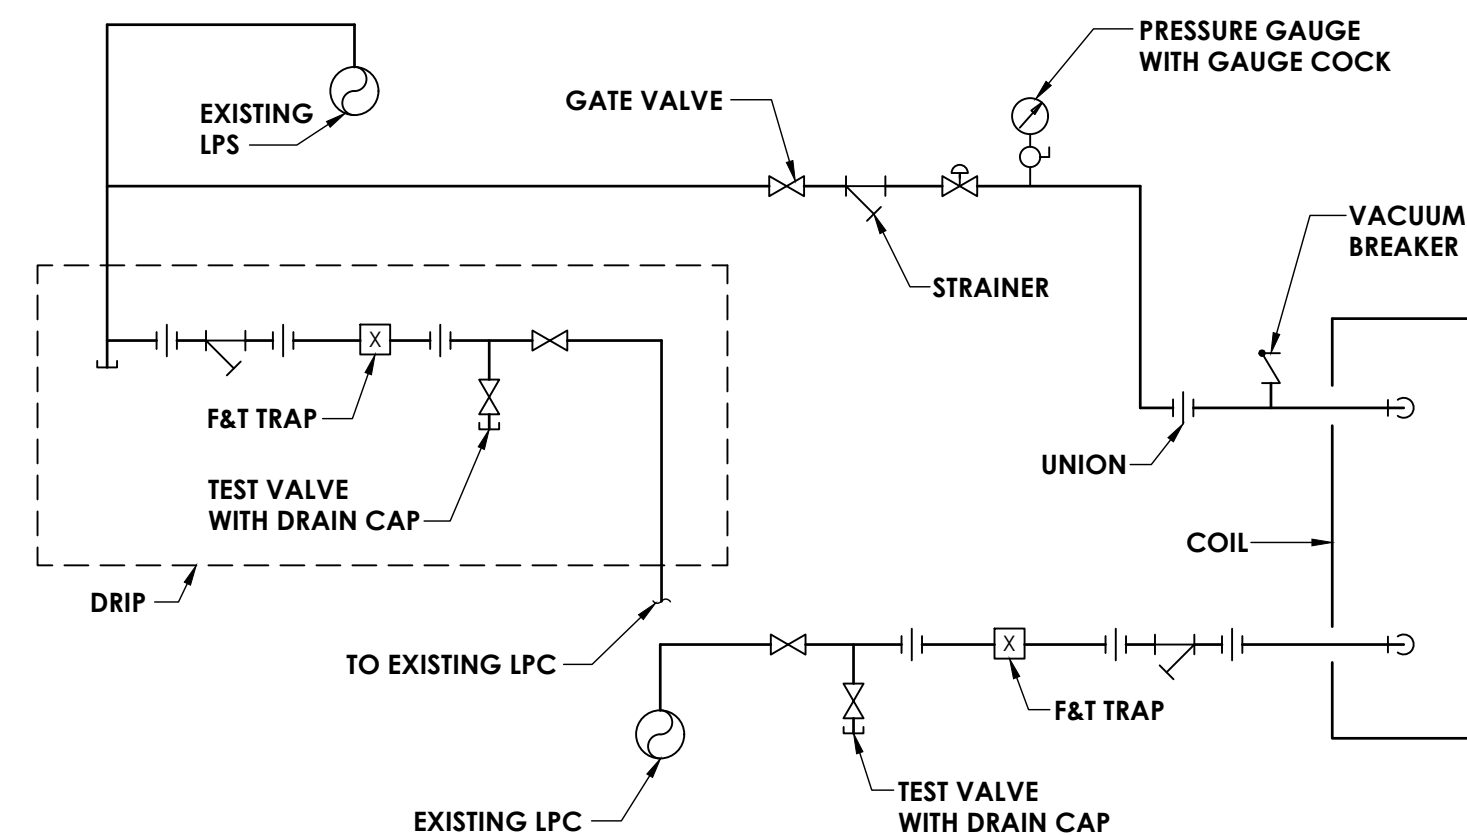 PRESSURE GAUGE
WITH GAUGE COCK
GATE VALVE
EXISTING
LPS
VACUUM
BREAKER
STRAINER
X
F&T TRAP
UNION
TEST VALVE
WITH DRAIN CAP
COIL
DRIP
TO EXISTING LPC
X
F&T TRAP
TEST VALVE
WITH DRAIN CAP
EXISTING LPC